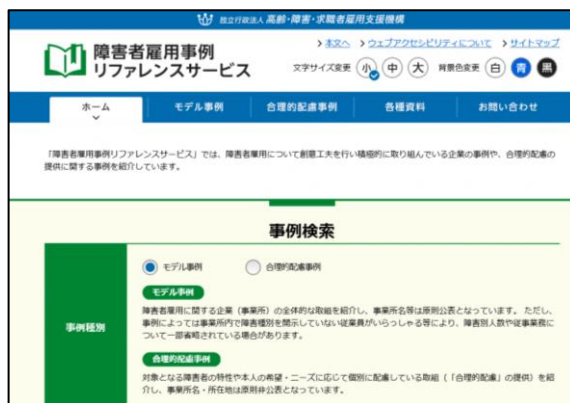 独立行政法人 高齢・障害・求職者雇用支援機構
障害者雇用事例
リファレンスサービス
本文へ ウェブアクセシビリティについて サイトマップ
文字サイズ変更 小 中 大 背景色変更 白 青 黒
ホーム モデル事例 合理的配慮事例 各種資料 お問い合わせ
「障害者雇用事例リファレンスサービス」では、障害者雇用について創意工夫を行い積極的に取り組んでいる企業の事例や、合理的配慮の
提供に関する事例を紹介しています。
事例検索
事例種別
モデル事例 合理的配慮事例
モデル事例
障害者雇用に関する企業（事業所）の全体的な取組を紹介し、事業所名等は原則公表となっています。 ただし、
事例によっては事業所内で障害種別を開示していない従業員がいらっしゃる等により、障害別人数や従事業務に
ついて一部省略されている場合があります。
合理的配慮事例
対象となる障害者の特性や本人の希望・ニーズに応じて個別に配慮している取組（「合理的配慮」の提供）を紹
介し、事業所名・所在地は原則非公表となっています。